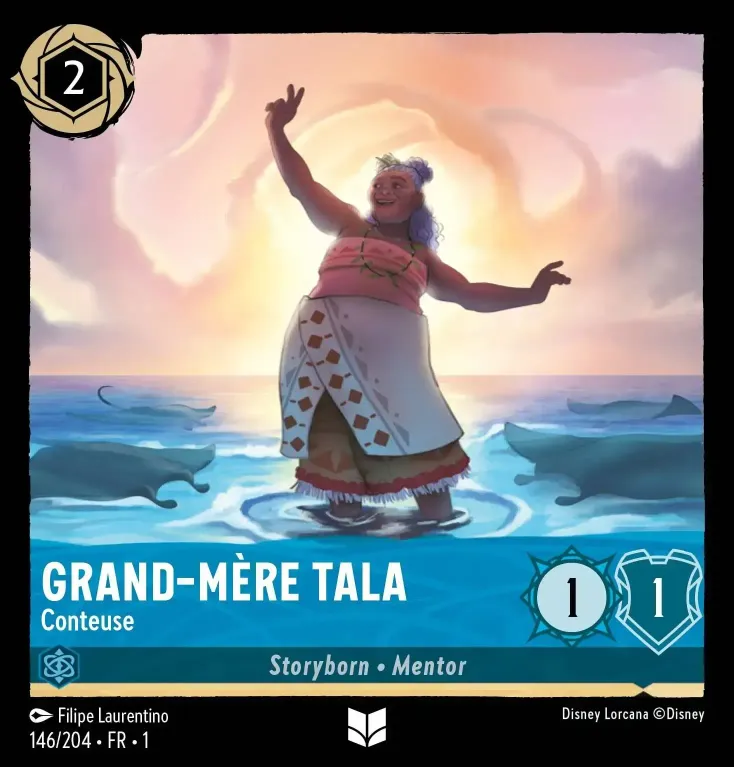 2
GRAND-MÈRE TALA
Conteuse
1
1
Storyborn • Mentor
Filipe Laurentino
Disney Lorcana ©Disney
146/204 • FR • 1